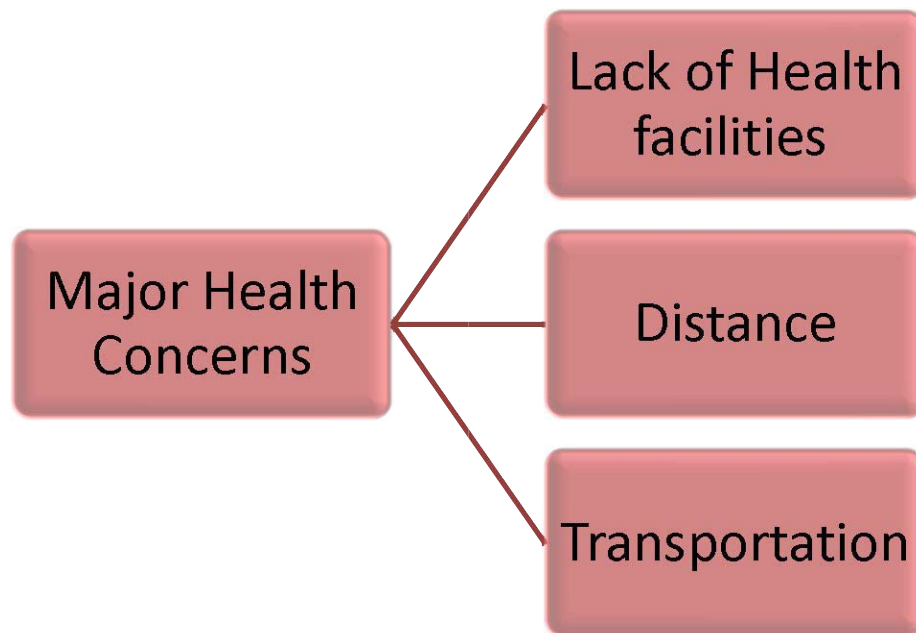 Major Health
Concerns
Lack of Health
facilities
Distance
Transportation